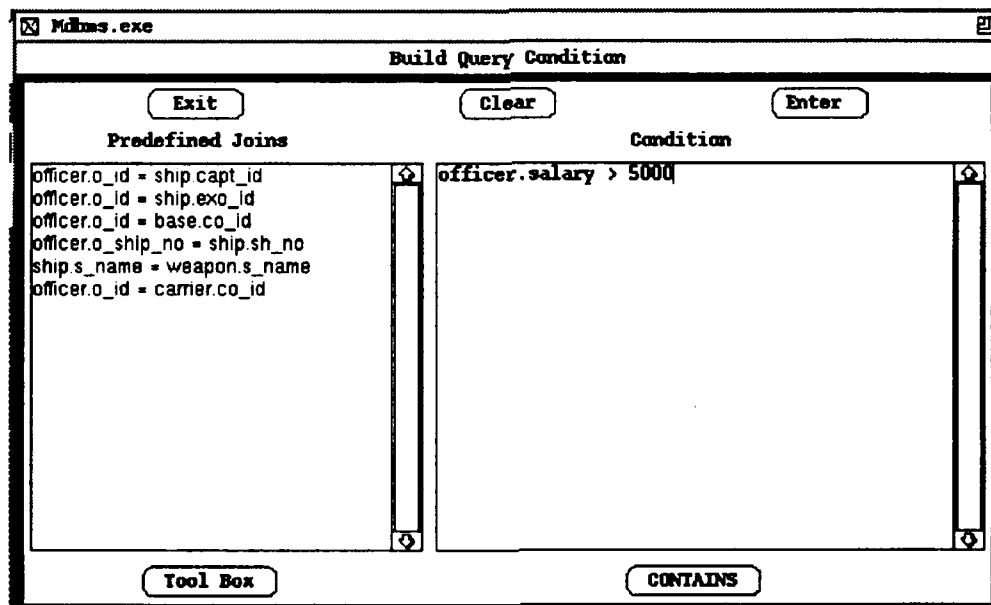 Mdbms.exe
Build Query Condition
Exit Clear Enter
Predefined Joins Condition
officer.o_id = ship.capt_id
officer.o_id = ship.exo_id
officer.o_id = base.co_id
officer.o_ship_no = ship.sh_no
ship.s_name = weapon.s_name
officer.o_id = carrier.co_id
officer.salary > 5000
Tool Box CONTAINS